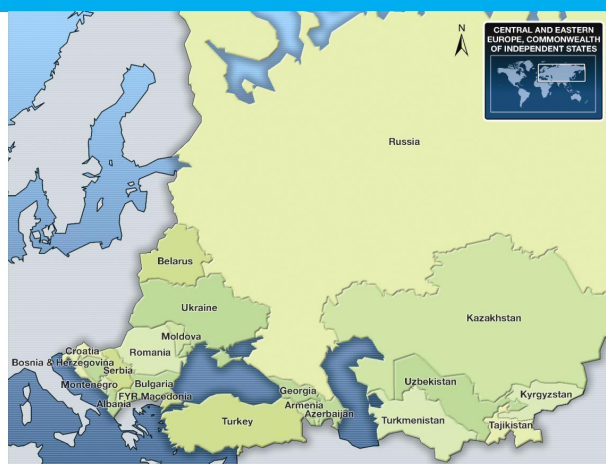 N
CENTRAL AND EASTERN
EUROPE, COMMONWEALTH
OF INDEPENDENT STATES
Russia
Belarus
Ukraine
Kazakhstan
Moldova
Croatia
Romania
Bosnia & Herzegovina
Serbia
Montenegro
Bulgaria
Uzbekistan
Georgia
Kyrgyzstan
FYR Macedonia
Albania
Armenia
Azerbaijan
Turkey
Turkmenistan
Tajikistan